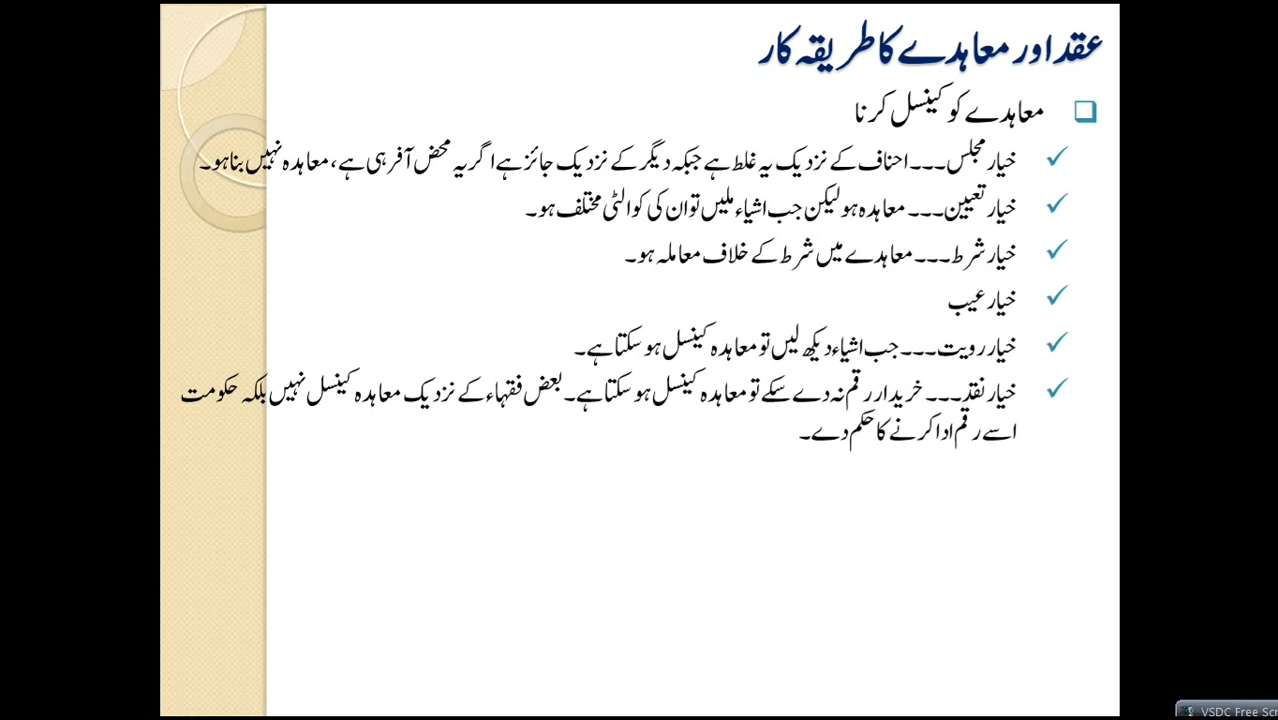 عقد اور معاہدے کا طریقہ کار
معاہدے کو کینسل کرنا
خیار مجلس۔۔۔ احناف کے نزدیک یہ غلط ہے جبکہ دیگر کے نزدیک جائز ہے اگر یہ محض آفر ہی ہے، معاہدہ نہیں بنا ہو۔
خیار تعیین۔۔۔ معاہدہ ہو لیکن جب اشیاء ملیں تو ان کی کوالٹی مختلف ہو۔
خیار شرط۔۔۔ معاہدے میں شرط کے خلاف معاملہ ہو۔
خیار عیب
خیار رویت۔۔۔ جب اشیاء دیکھ لیں تو معاہدہ کینسل ہو سکتا ہے۔
خیار نقد۔۔۔ خریدار رقم نہ دے سکے تو معاہدہ کینسل ہو سکتا ہے۔ بعض فقہاء کے نزدیک معاہدہ کینسل نہیں بلکہ حکومت
اسے رقم ادا کرنے کا حکم دے۔
VSDC Free Scr